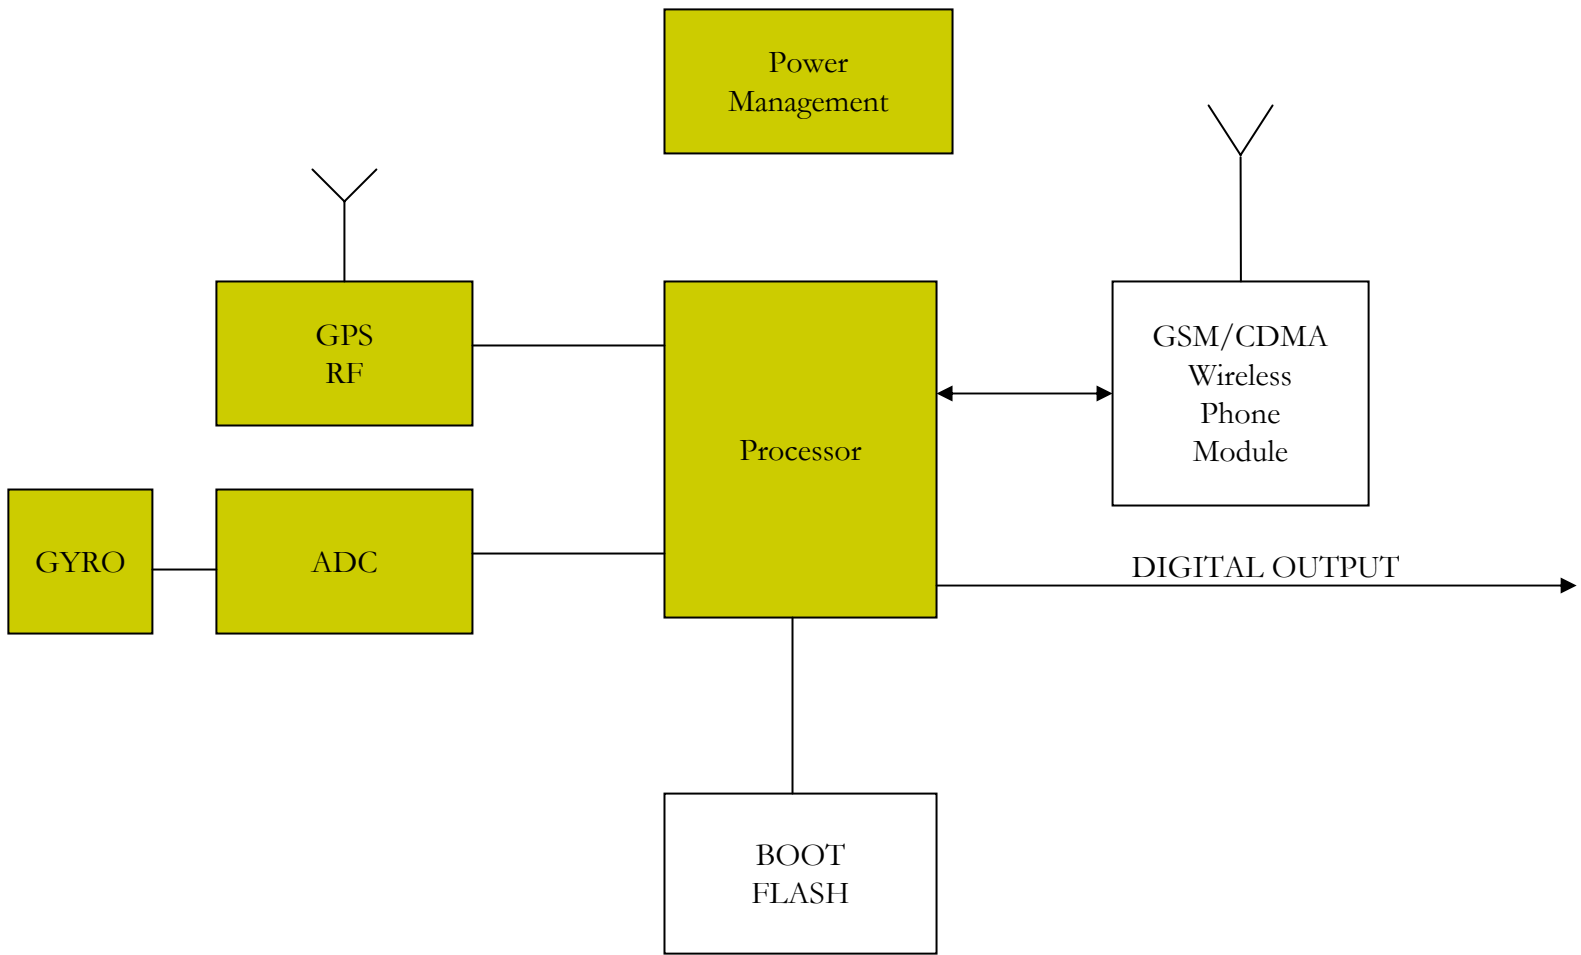 Power
Management
GPS
RF
GSM/CDMA
Wireless
Phone
Module
Processor
GYRO
ADC
DIGITAL OUTPUT
BOOT
FLASH